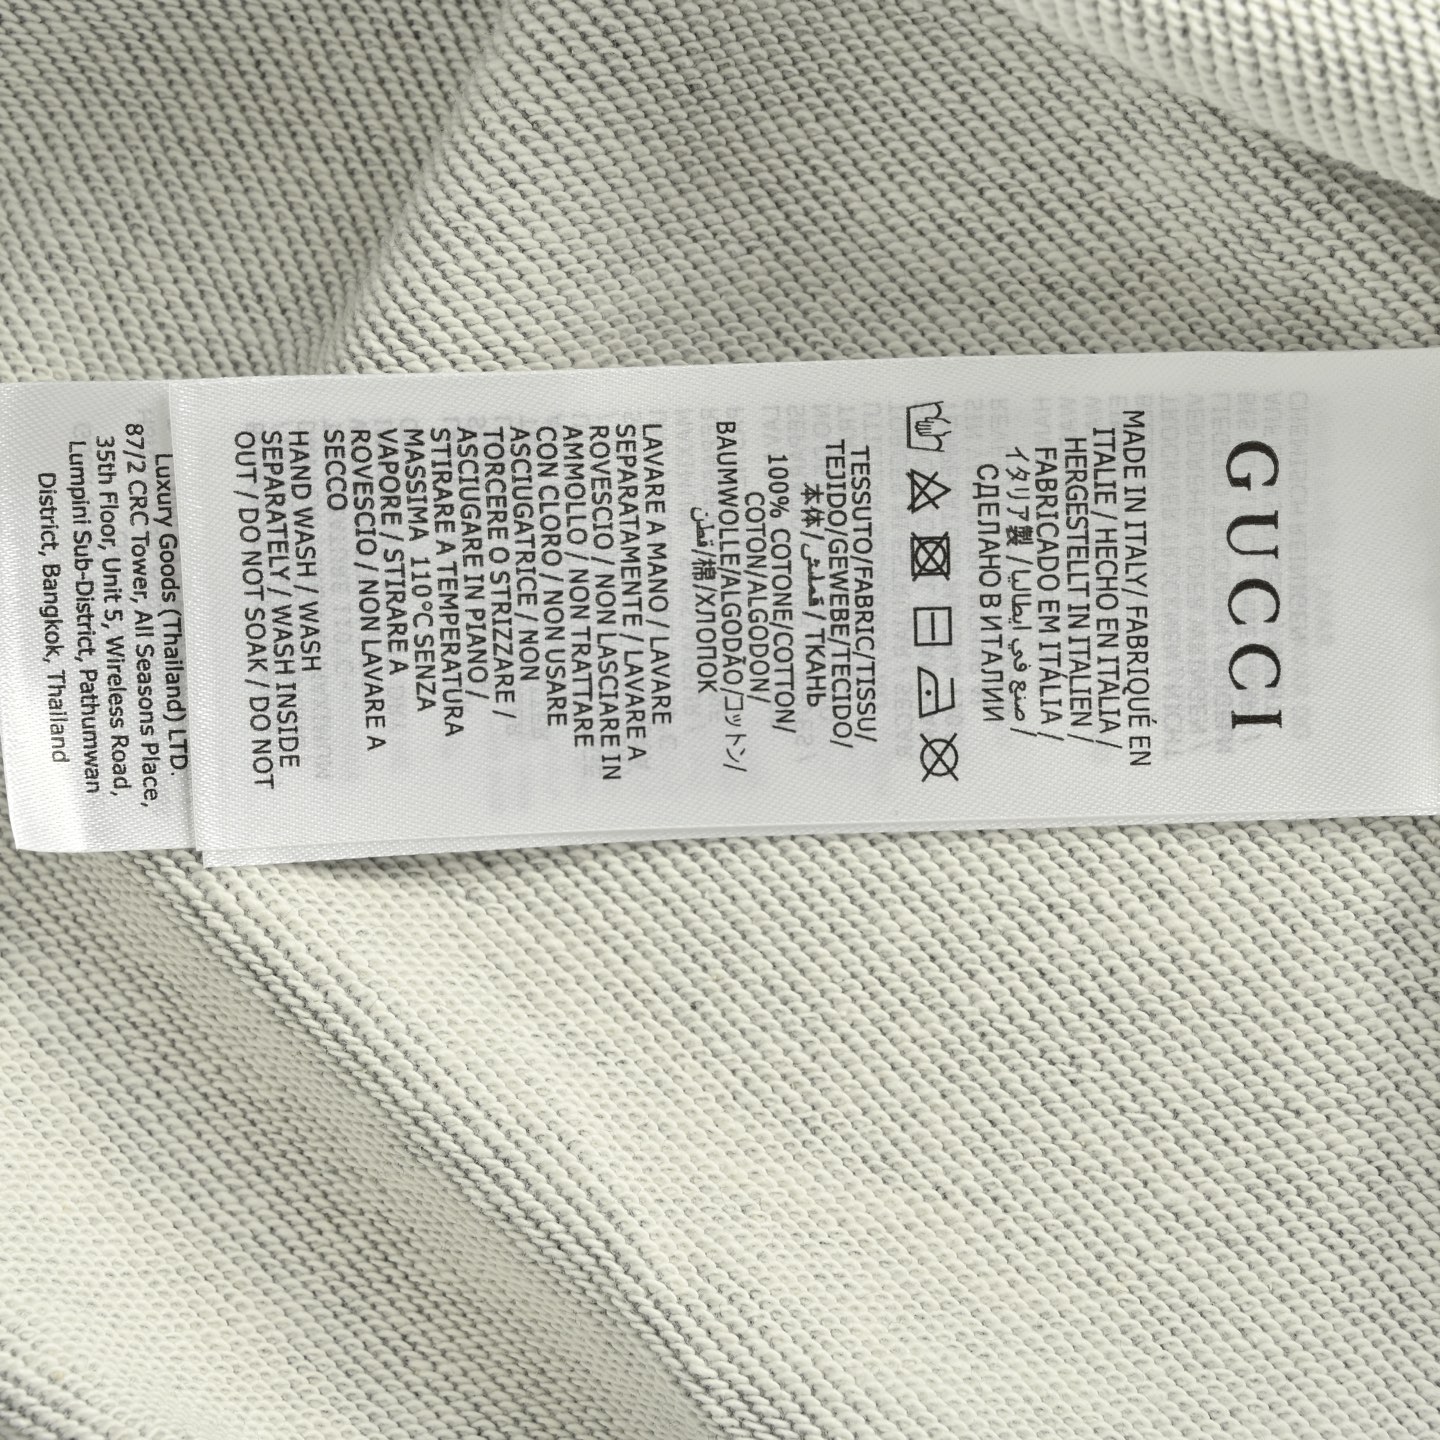 GUCCI
MADE IN ITALY/ FABRIQUÉ EN
ITALIE / HECHO EN ITALIA /
HERGESTELLT IN ITALIEN /
FABRICADO EM ITÁLIA /
イタリア製 / صنع في ايطاليا /
СДЕЛАНО В ИТАЛИИ
TESSUTO/FABRIC/TISSU/
TEJIDO/GEWEBE/TECIDO/
本体/ ТКАНЬ
100% COTONE/COTTON/
COTON/ALGODON/
BAUMWOLLE/ALGODÃO/コットン/
قطن/棉/ХЛОПОК
LAVARE A MANO / LAVARE
SEPARATAMENTE / LAVARE A
ROVESCIO / NON LASCIARE IN
AMMOLLO / NON TRATTARE
CON CLORO / NON USARE
ASCIUGATRICE / NON
TORCERE O STRIZZARE /
ASCIUGARE IN PIANO /
STIRARE A TEMPERATURA
MASSIMA 110°C SENZA
VAPORE / STIRARE A
ROVESCIO / NON LAVARE A
SECCO
HAND WASH / WASH
SEPARATELY / WASH INSIDE
OUT / DO NOT SOAK / DO NOT
Luxury Goods (Thailand) LTD.
87/2 CRC Tower, All Seasons Place,
35th Floor, Unit 5, Wireless Road,
Lumpini Sub-District, Pathumwan
District, Bangkok, Thailand